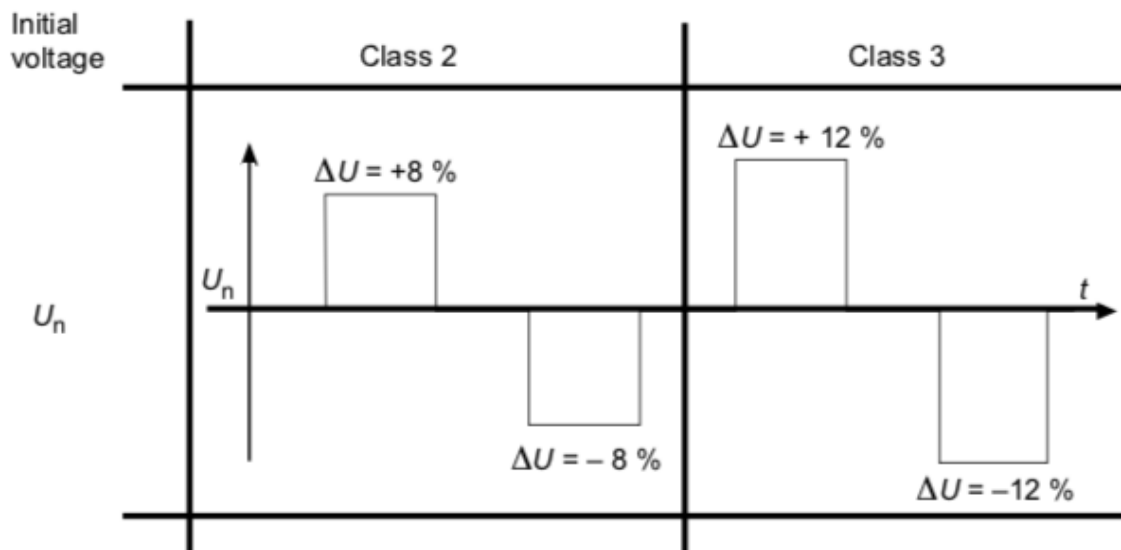 Initial
voltage
Class 2
Class 3
ΔU = +8 %
ΔU = + 12 %
Un
t
Un
ΔU = – 8 %
ΔU = –12 %